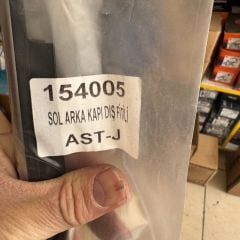 154005
SOL ARKA KAPI DIŞ FİTİLİ
AST-J